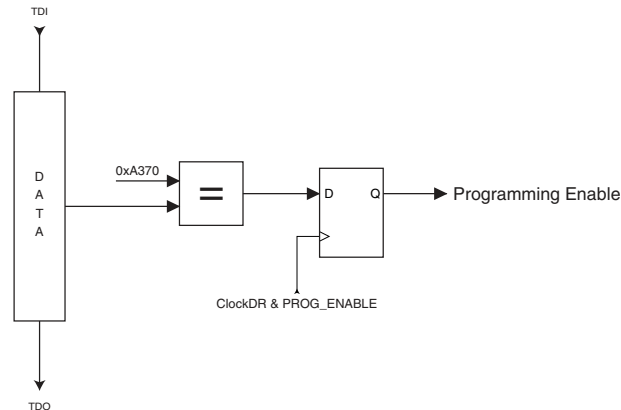 TDI
D
A
T
A
0xA370
=
D
Q
Programming Enable
ClockDR & PROG_ENABLE
TDO